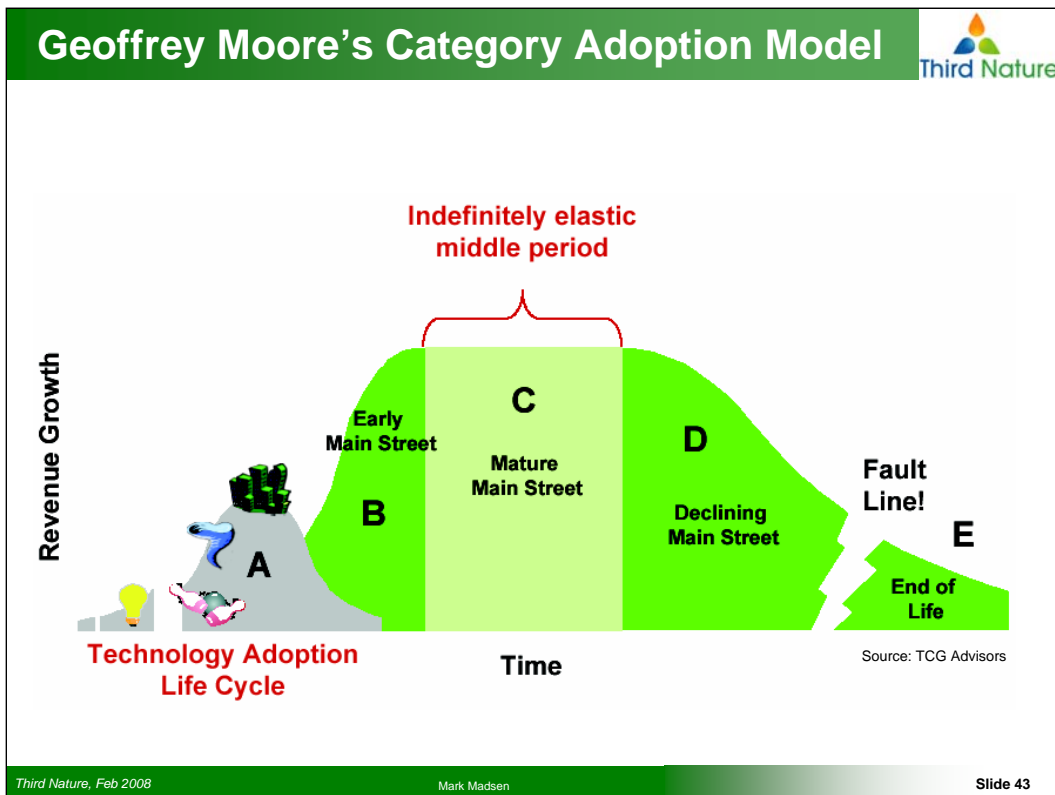 Geoffrey Moore’s Category Adoption Model
Third Nature
Indefinitely elastic
middle period
Revenue Growth
Early
Main Street
C
Mature
Main Street
D
Declining
Main Street
Fault
Line!
E
End of
Life
A
B
Technology Adoption
Life Cycle
Time
Source: TCG Advisors
Third Nature, Feb 2008
Mark Madsen
Slide 43